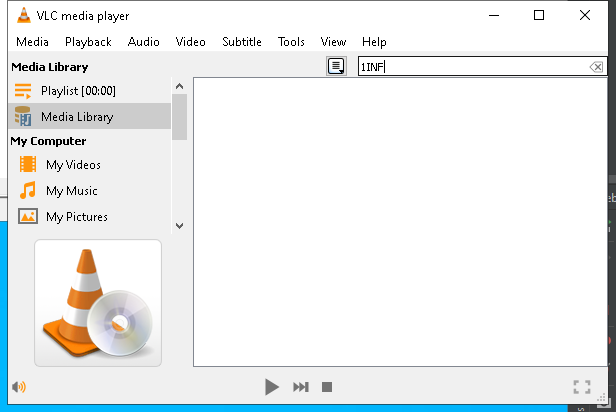 VLC media player
Media Playback Audio Video Subtitle Tools View Help
Media Library
1INF
Playlist [00:00]
Media Library
My Computer
My Videos
My Music
My Pictures